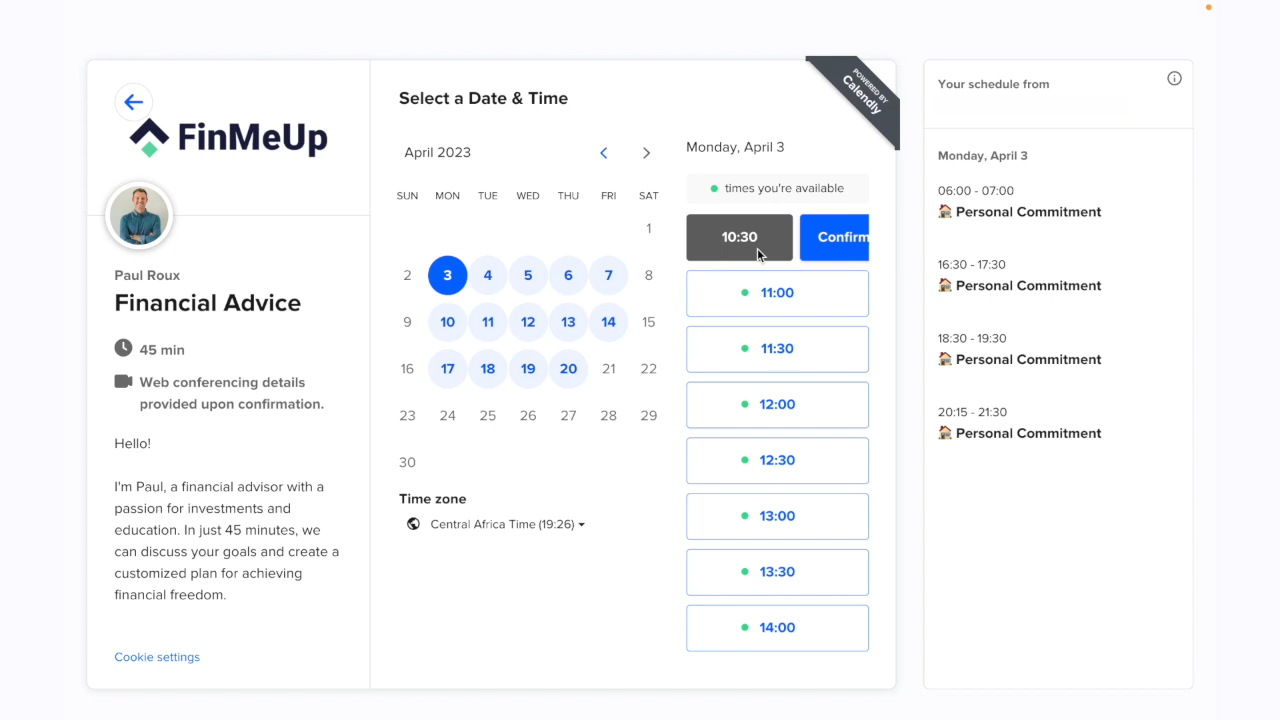 FinMeUp
Paul Roux
Financial Advice
45 min
Web conferencing details
provided upon confirmation.
Hello!
I'm Paul, a financial advisor with a
passion for investments and
education. In just 45 minutes, we
can discuss your goals and create a
customized plan for achieving
financial freedom.
Cookie settings
Select a Date & Time
April 2023
SUN MON TUE WED THU FRI SAT
1
2 3 4 5 6 7 8
9 10 11 12 13 14 15
16 17 18 19 20 21 22
23 24 25 26 27 28 29
30
Time zone
Central Africa Time (19:26)
POWERED BY
Calendly
Monday, April 3
times you're available
10:30 Confirm
11:00
11:30
12:00
12:30
13:00
13:30
14:00
Your schedule from
Monday, April 3
06:00 - 07:00
Personal Commitment
16:30 - 17:30
Personal Commitment
18:30 - 19:30
Personal Commitment
20:15 - 21:30
Personal Commitment